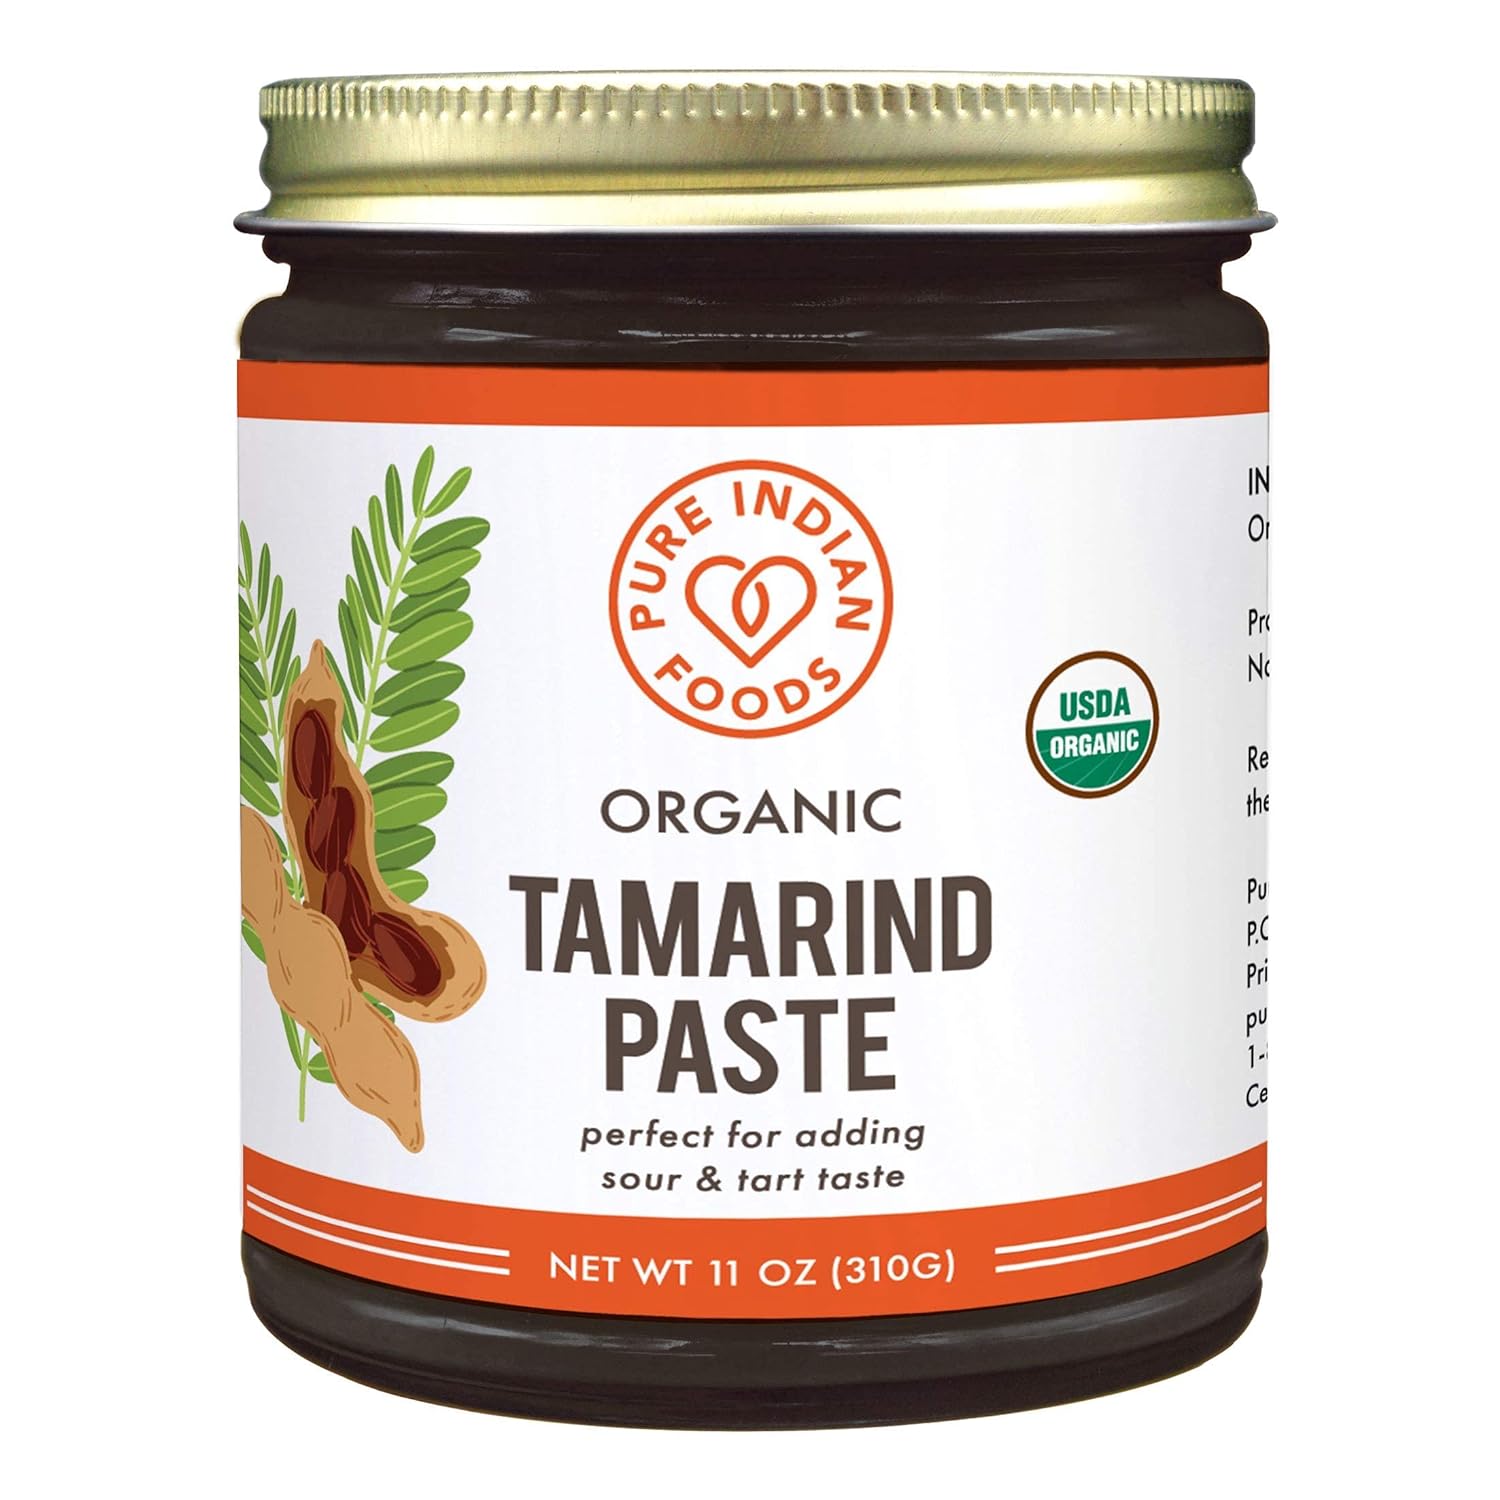 PURE INDIAN
FOODS
USDA
ORGANIC
ORGANIC
TAMARIND
PASTE
perfect for adding
sour & tart taste
NET WT 11 OZ (310G)
the
P.O